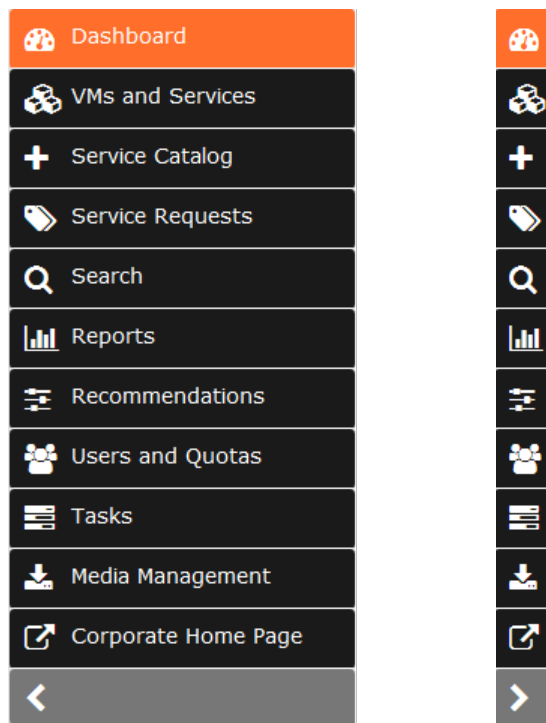 Dashboard
VMs and Services
Service Catalog
Service Requests
Search
Reports
Recommendations
Users and Quotas
Tasks
Media Management
Corporate Home Page